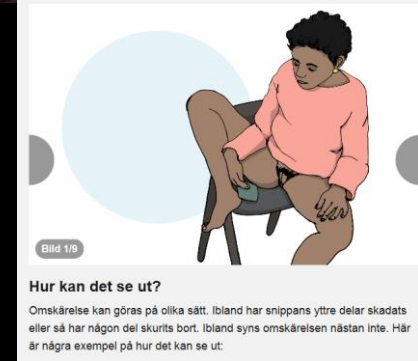 Bild 1/9
Hur kan det se ut?
Omskärelse kan göras på olika sätt. Ibland har snippans yttre delar skadats
eller så har någon del skurits bort. Ibland syns omskärelsen nästan inte. Här
är några exempel på hur det kan se ut: